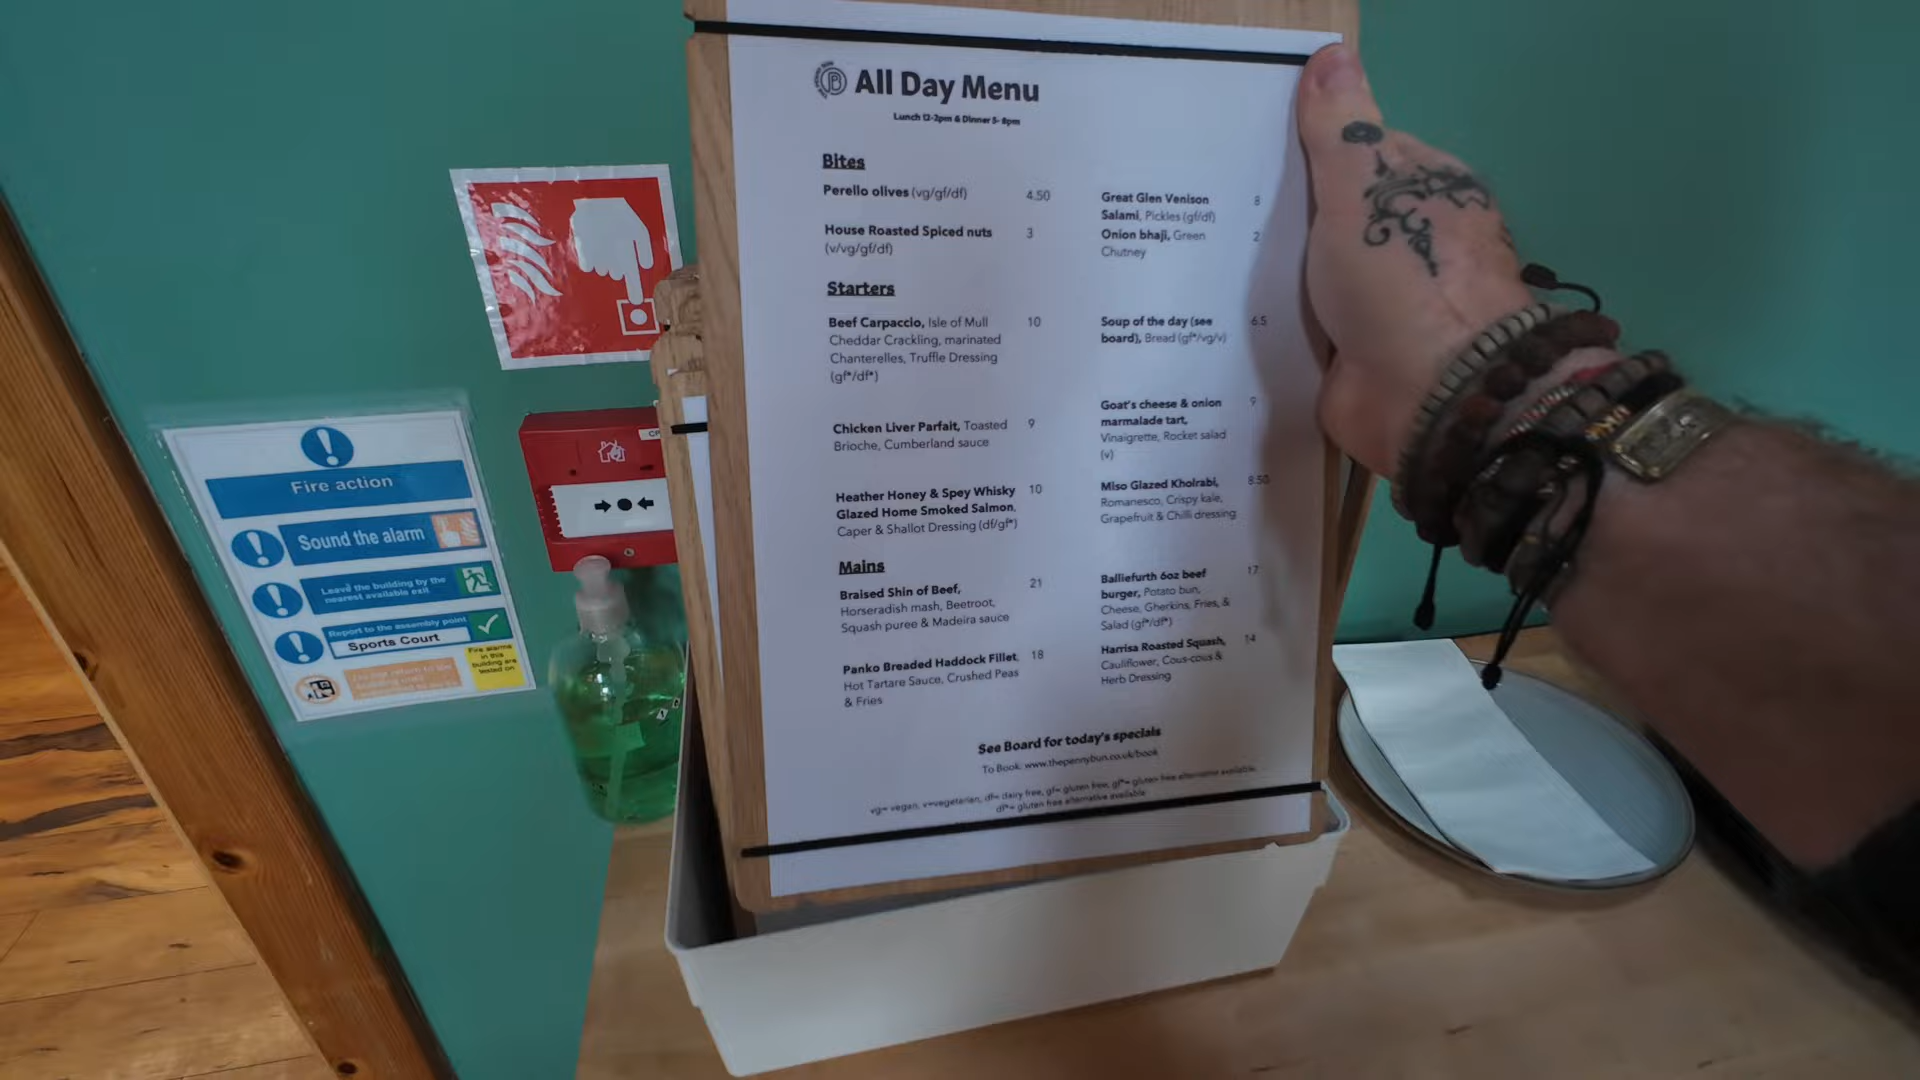 All Day Menu
Lunch 12-2pm & Dinner 5- 8pm
Bites
Perello olives (vg/gf/df) 4.50
House Roasted Spiced nuts 3
(v/vg/gf/df)
Great Glen Venison 8
Salami, Pickles (gf/df)
Onion bhaji, Green 2
Chutney
Starters
Beef Carpaccio, Isle of Mull 10
Cheddar Crackling, marinated
Chanterelles, Truffle Dressing
(gf*/df*)
Chicken Liver Parfait, Toasted 9
Brioche, Cumberland sauce
Heather Honey & Spey Whisky 10
Glazed Home Smoked Salmon,
Caper & Shallot Dressing (df/gf*)
Soup of the day (see 6.5
board), Bread (gf*/vg/v)
Goat's cheese & onion 9
marmalade tart,
Vinaigrette, Rocket salad
(v)
Miso Glazed Kholrabi, 8.50
Romanesco, Crispy kale,
Grapefruit & Chilli dressing
Mains
Braised Shin of Beef, 21
Horseradish mash, Beetroot,
Squash puree & Madeira sauce
Panko Breaded Haddock Fillet, 18
Hot Tartare Sauce, Crushed Peas
& Fries
Balliefurth 6oz beef 17
burger, Potato bun,
Cheese, Gherkins, Fries, &
Salad (gf*/df*)
Harrisa Roasted Squash, 14
Cauliflower, Cous-cous &
Herb Dressing
See Board for today's specials
To Book: www.thepennybun.co.uk/book
vg= vegan, v=vegetarian, df= dairy free, gf= gluten free, gf*= gluten free alternative available,
df*= gluten free alternative available
Fire action
Sound the alarm
Leave the building by the
nearest available exit
Report to the assembly point
Sports Court
Fire alarms
in this
building are
tested on